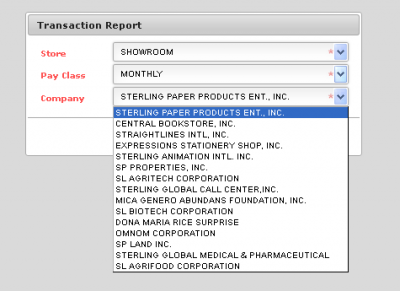 Transaction Report
Store SHOWROOM *
Pay Class MONTHLY *
Company STERLING PAPER PRODUCTS ENT., INC. *
STERLING PAPER PRODUCTS ENT., INC.
CENTRAL BOOKSTORE, INC.
STRAIGHTLINES INTL, INC.
EXPRESSIONS STATIONERY SHOP, INC.
STERLING ANIMATION INTL. INC.
SP PROPERTIES, INC.
SL AGRITECH CORPORATION
STERLING GLOBAL CALL CENTER,INC.
MICA GENERO ABUNDANS FOUNDATION, INC.
SL BIOTECH CORPORATION
DONA MARIA RICE SURPRISE
OMNOM CORPORATION
SP LAND INC.
STERLING GLOBAL MEDICAL & PHARMACEUTICAL
SL AGRIFOOD CORPORATION